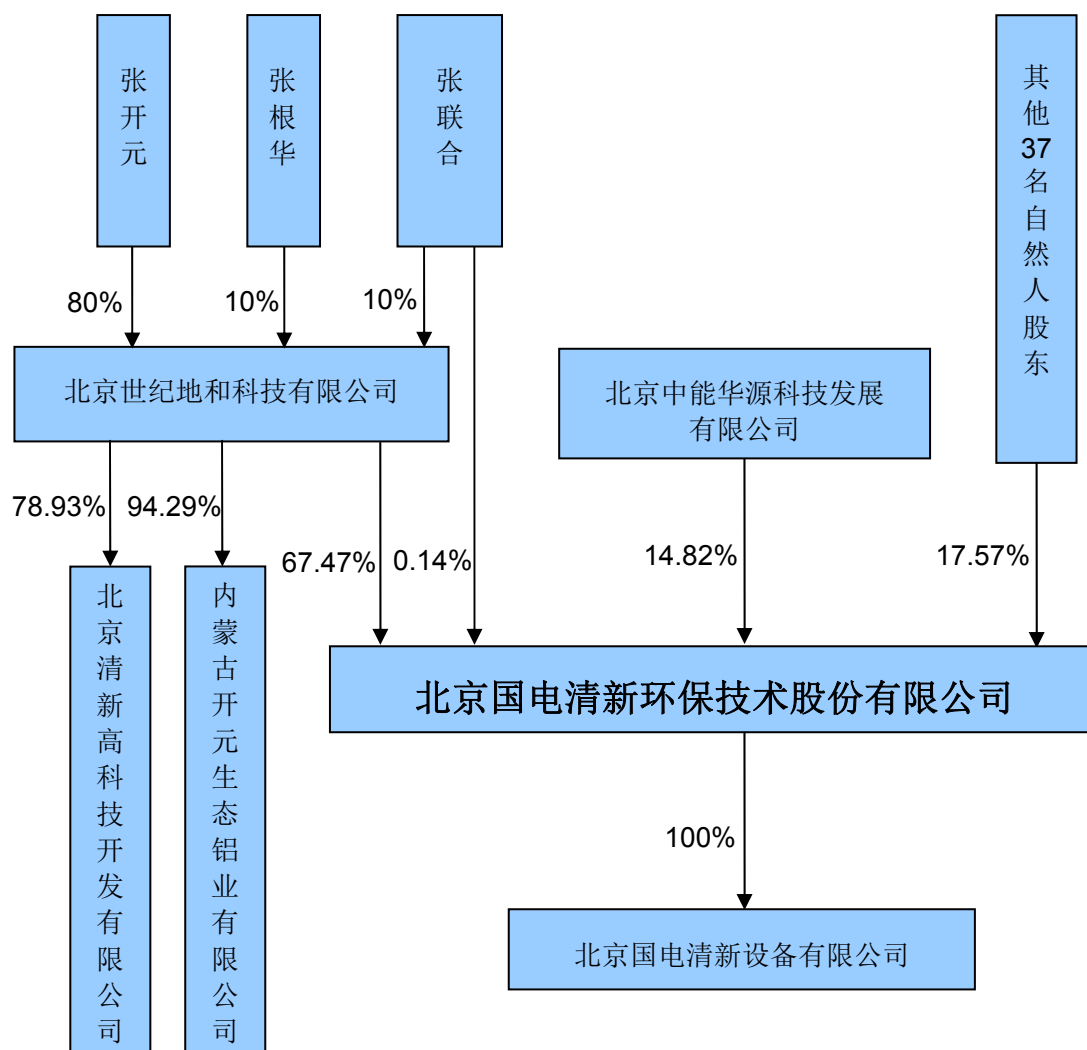 张开元
张根华
张联合
其他37名自然人股东
80%
10%
10%
北京世纪地和科技有限公司
北京中能华源科技发展
有限公司
78.93%
94.29%
67.47%
0.14%
14.82%
17.57%
北京清新高科技开发有限公司
内蒙古开元生态铝业有限公司
北京国电清新环保技术股份有限公司
100%
北京国电清新设备有限公司